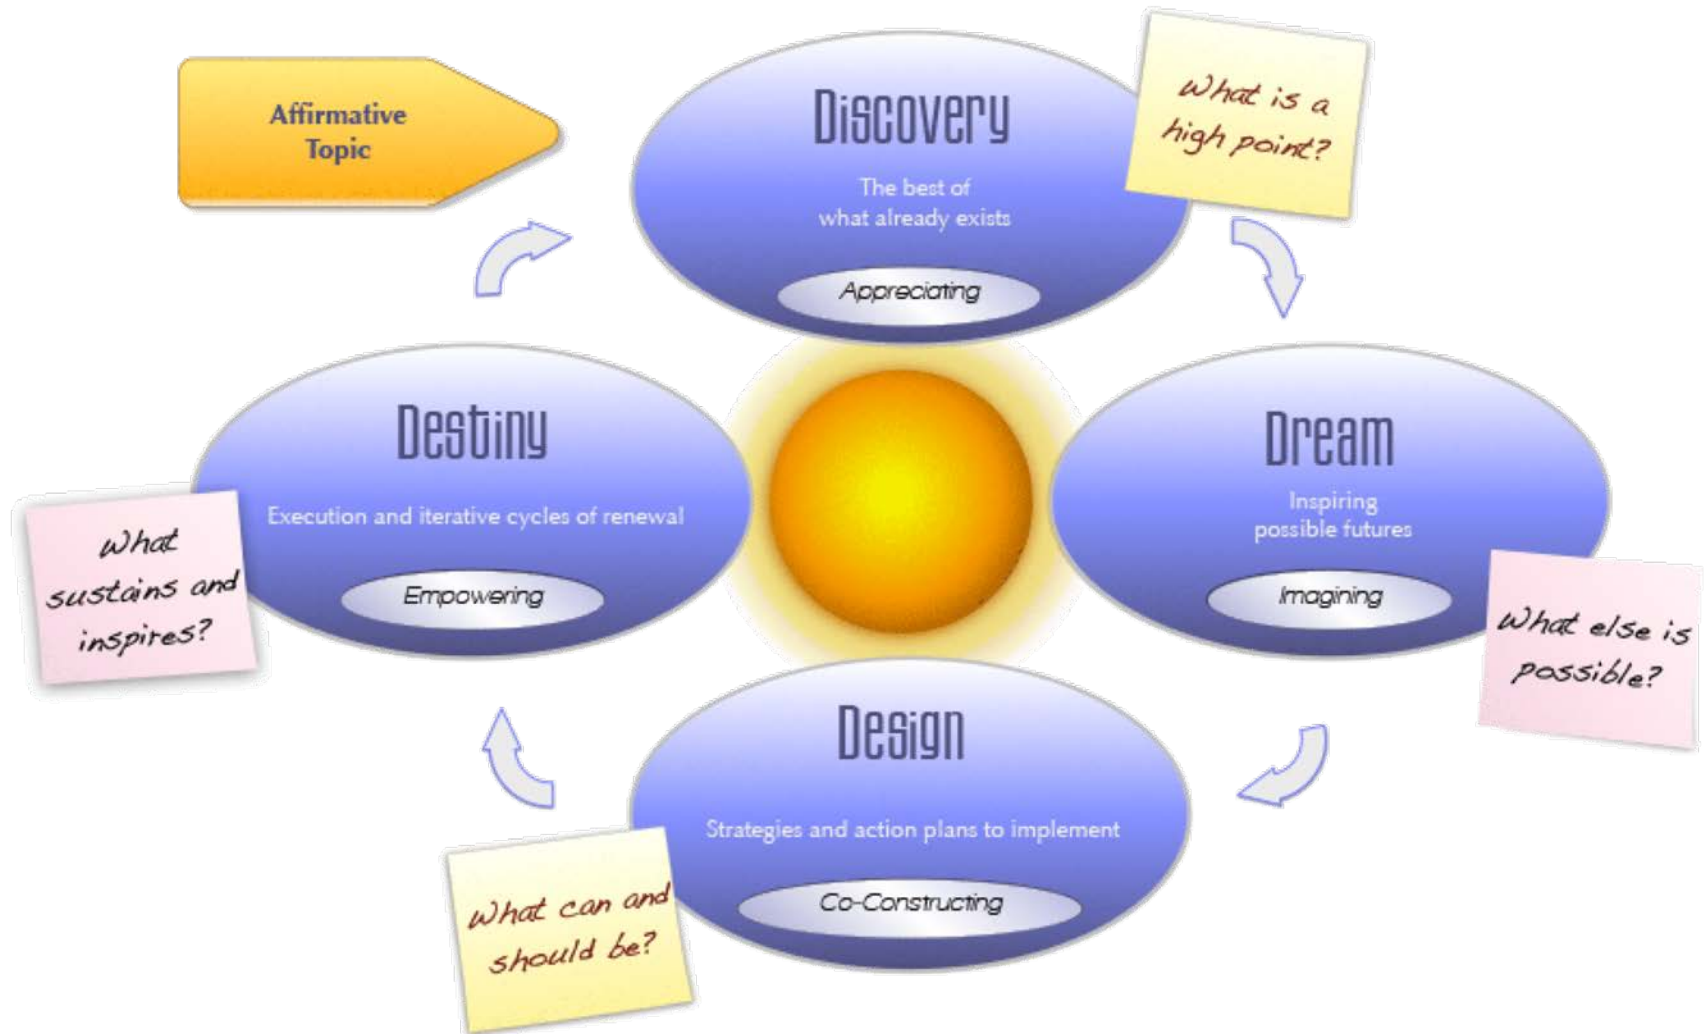 Affirmative
Topic
Discovery
The best of
what already exists
Appreciating
What is a
high point?
Dream
Inspiring
possible futures
Imagining
What else is
possible?
Design
Strategies and action plans to implement
Co-Constructing
What can and
should be?
Destiny
Execution and iterative cycles of renewal
Empowering
What
sustains and
inspires?